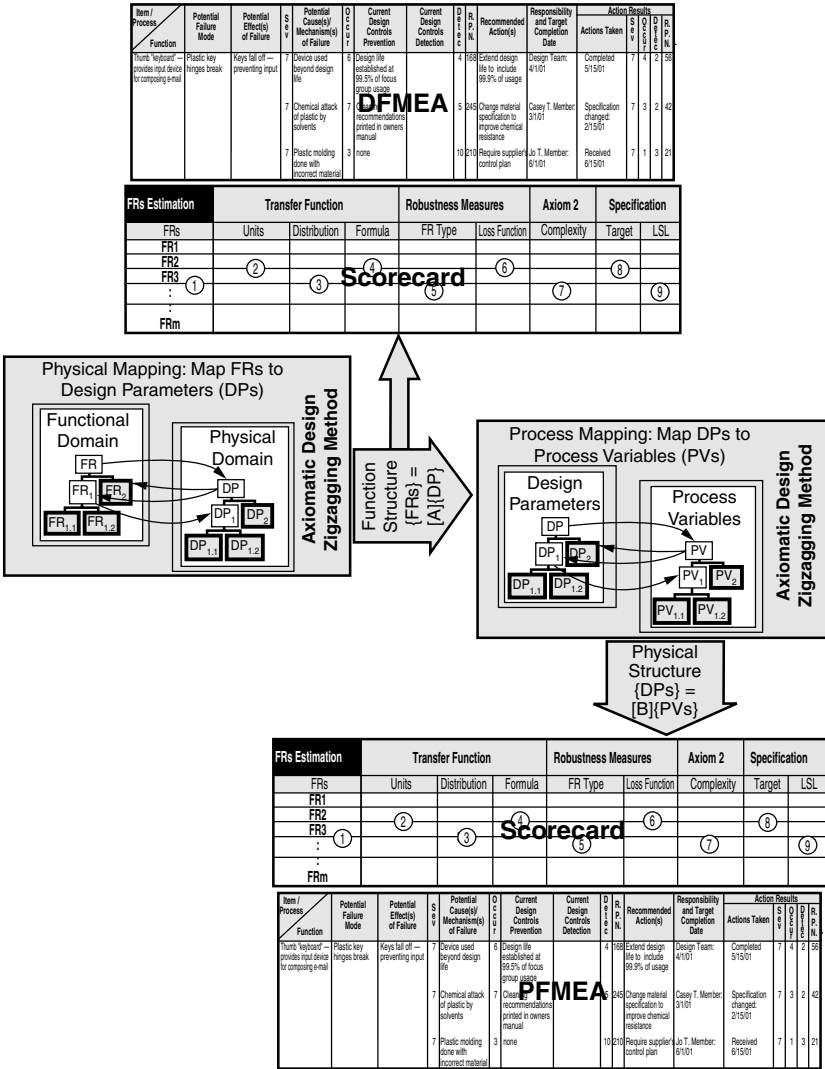 Item / Process Function
Potential Failure Mode
Potential Effect(s) of Failure
Sev
Potential Cause(s)/ Mechanism(s) of Failure
Occur
Current Design Controls Prevention
Current Design Controls Detection
Detec
R. P. N.
Recommended Action(s)
Responsibility and Target Completion Date
Action Results
Actions Taken
Sev
Occur
Detec
R. P. N.
Thumb "keyboard" — provides input device for composing e-mail
Plastic key hinges break
Keys fall off — preventing input
7
Device used beyond design life
6
Design life established at 99.5% of focus group usage
4
168
Extend design life to include 99.9% of usage
Design Team: 4/1/01
Completed 5/15/01
7
4
2
56
7
Chemical attack of plastic by solvents
7
Cleaning recommendations printed in owners manual
5
245
Change material specification to improve chemical resistance
Casey T. Member: 3/1/01
Specification changed: 2/15/01
7
3
2
42
7
Plastic molding done with incorrect material
3
none
10
210
Require supplier's control plan
Jo T. Member: 6/1/01
Received 6/15/01
7
1
3
21
DFMEA
FRs Estimation
Transfer Function
Robustness Measures
Axiom 2
Specification
FRs
Units
Distribution
Formula
FR Type
Loss Function
Complexity
Target
LSL
FR1
FR2
FR3
:
:
FRm
1
2
3
4
5
6
7
8
9
Scorecard
Physical Mapping: Map FRs to
Design Parameters (DPs)
Functional
Domain
FR
FR1
FR2
FR1.1
FR1.2
Physical
Domain
DP
DP1
DP2
DP1.1
DP1.2
Axiomatic Design
Zigzagging Method
Function
Structure
{FRs} =
[A]{DP}
Process Mapping: Map DPs to
Process Variables (PVs)
Design
Parameters
DP
DP1
DP2
DP1.1
DP1.2
Process
Variables
PV
PV1
PV2
PV1.1
PV1.2
Axiomatic Design
Zigzagging Method
Physical
Structure
{DPs} =
[B]{PVs}
FRs Estimation
Transfer Function
Robustness Measures
Axiom 2
Specification
FRs
Units
Distribution
Formula
FR Type
Loss Function
Complexity
Target
LSL
FR1
FR2
FR3
:
:
FRm
1
2
3
4
5
6
7
8
9
Scorecard
Item / Process Function
Potential Failure Mode
Potential Effect(s) of Failure
Sev
Potential Cause(s)/ Mechanism(s) of Failure
Occur
Current Design Controls Prevention
Current Design Controls Detection
Detec
R. P. N.
Recommended Action(s)
Responsibility and Target Completion Date
Action Results
Actions Taken
Sev
Occur
Detec
R. P. N.
Thumb "keyboard" — provides input device for composing e-mail
Plastic key hinges break
Keys fall off — preventing input
7
Device used beyond design life
6
Design life established at 99.5% of focus group usage
4
168
Extend design life to include 99.9% of usage
Design Team: 4/1/01
Completed 5/15/01
7
4
2
56
7
Chemical attack of plastic by solvents
7
Cleaning recommendations printed in owners manual
5
245
Change material specification to improve chemical resistance
Casey T. Member: 3/1/01
Specification changed: 2/15/01
7
3
2
42
7
Plastic molding done with incorrect material
3
none
10
210
Require supplier's control plan
Jo T. Member: 6/1/01
Received 6/15/01
7
1
3
21
PFMEA